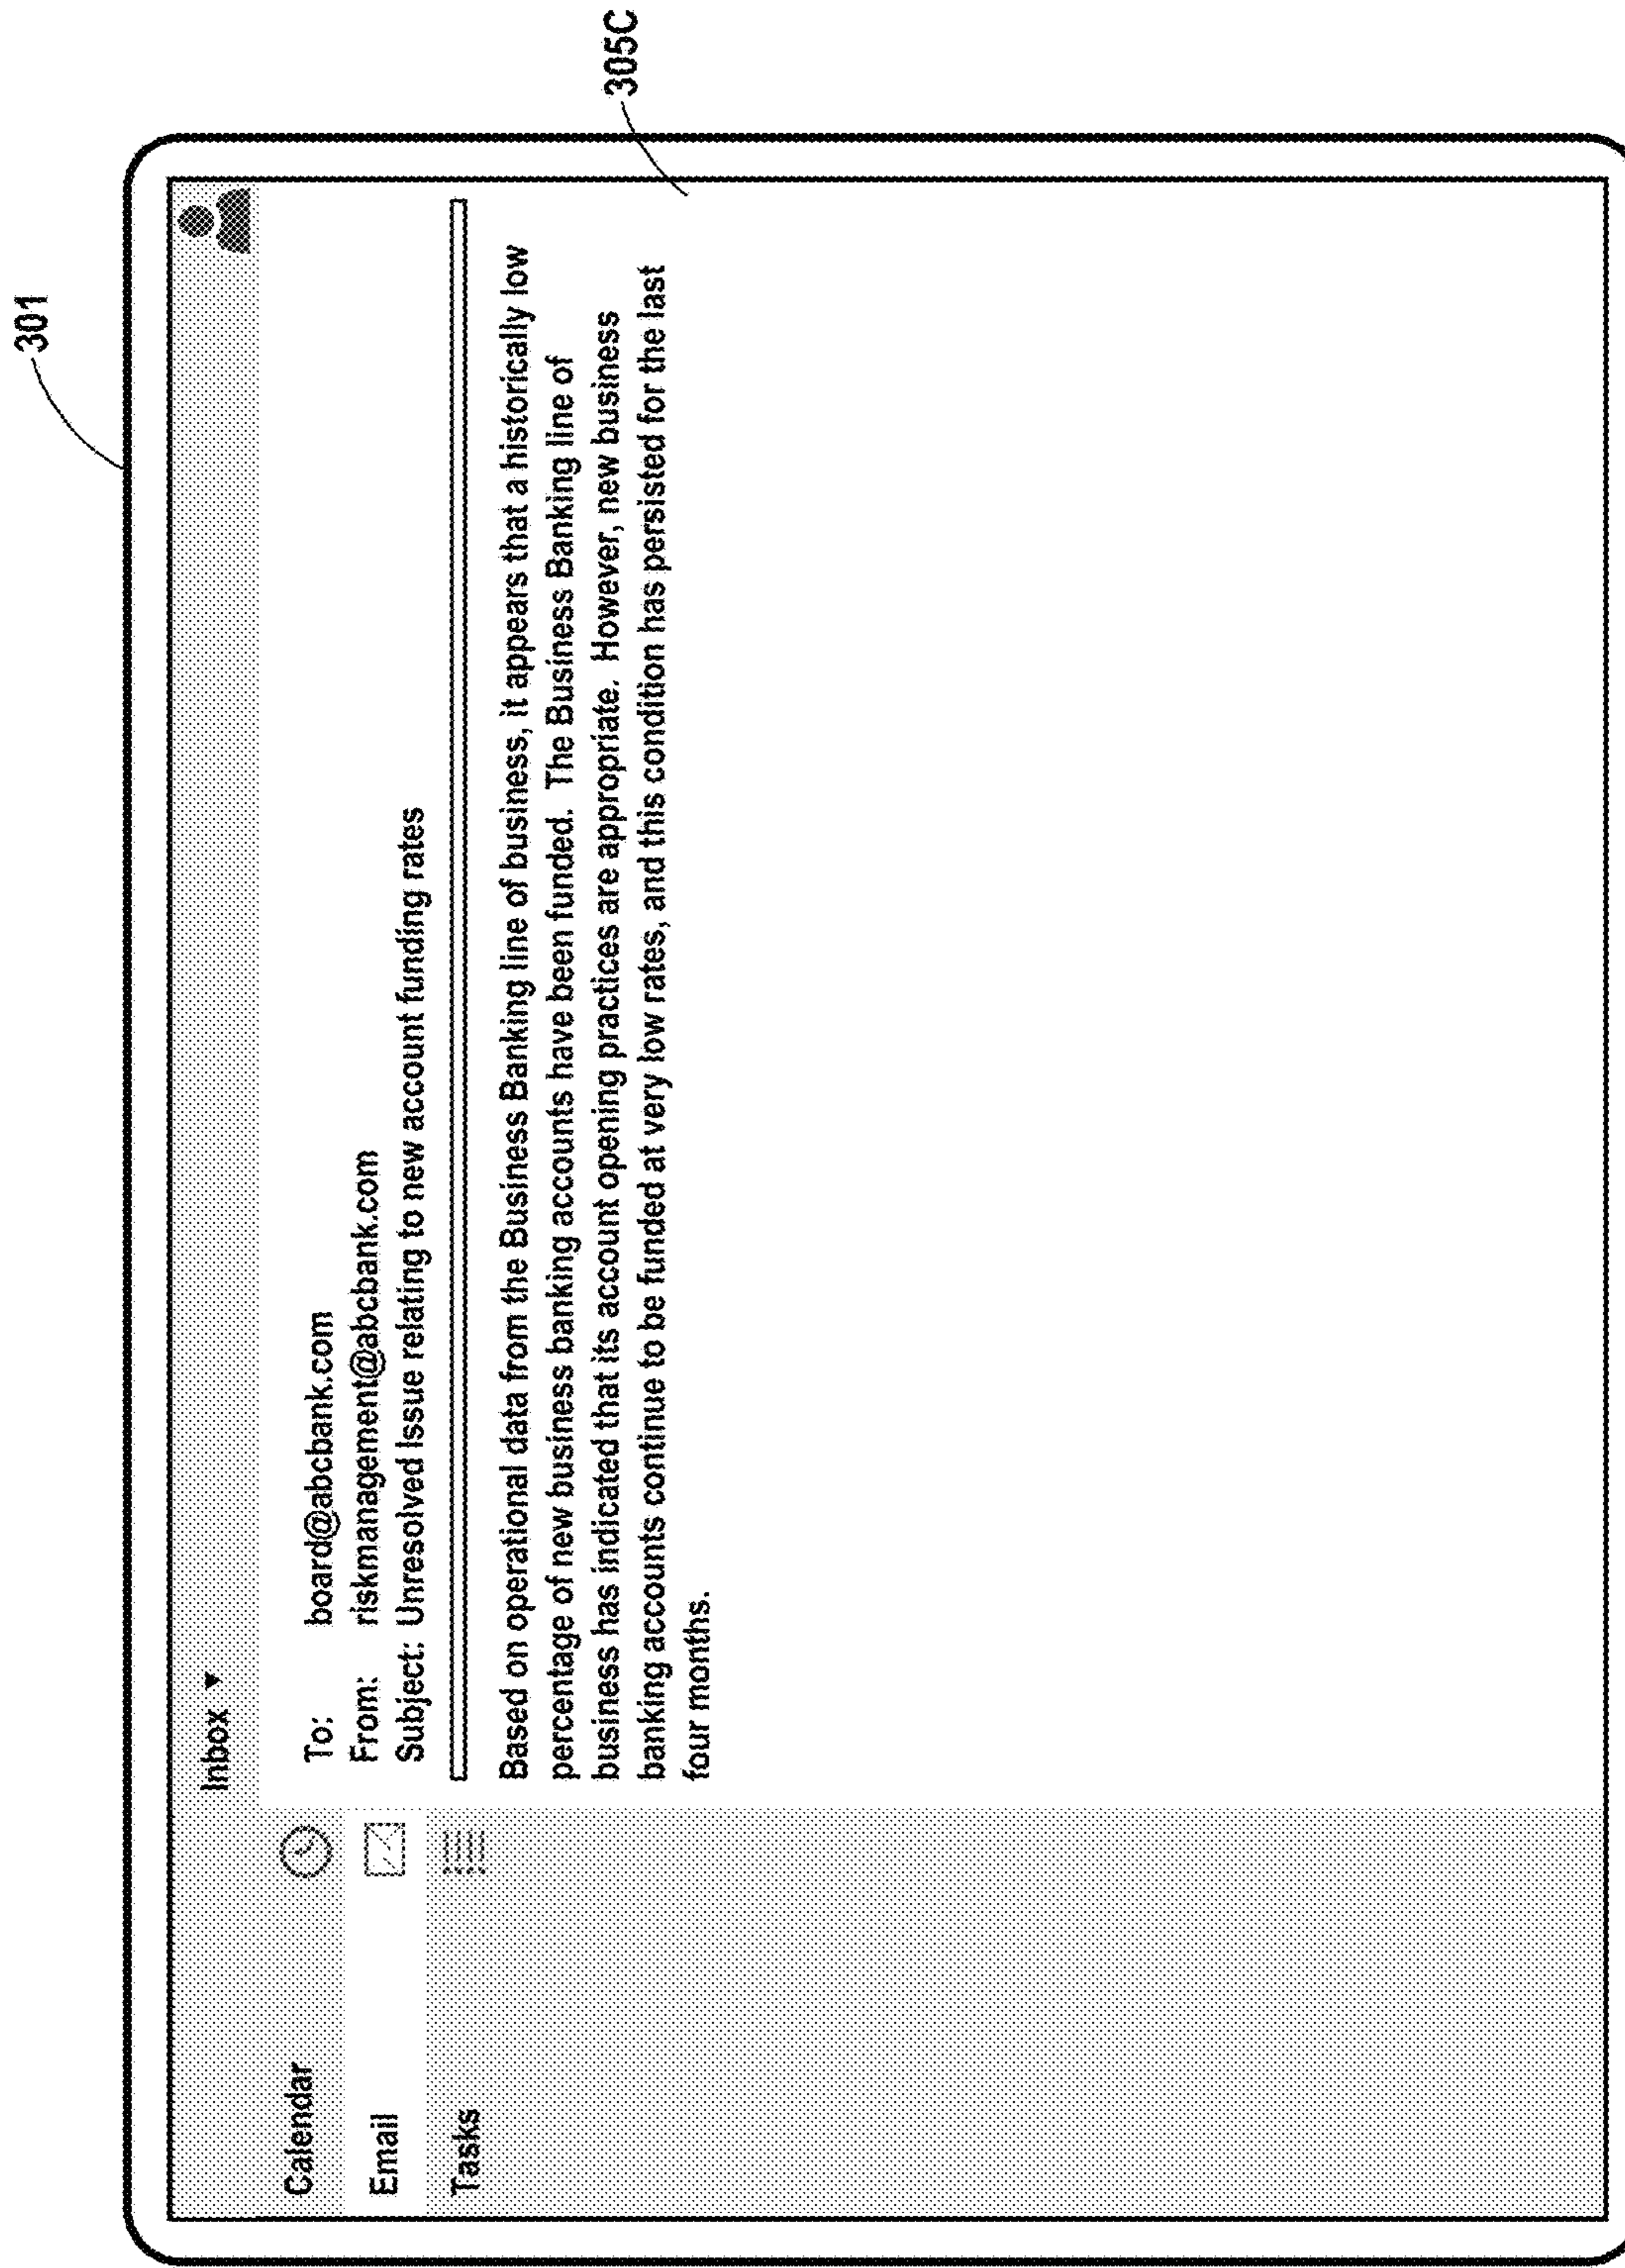 301
Inbox ▼
Calendar
Email
Tasks
To: board@abcbank.com
From: riskmanagement@abcbank.com
Subject: Unresolved issue relating to new account funding rates
Based on operational data from the Business Banking line of business, it appears that a historically low
percentage of new business banking accounts have been funded. The Business Banking line of
business has indicated that its account opening practices are appropriate. However, new business
banking accounts continue to be funded at very low rates, and this condition has persisted for the last
four months.
305C